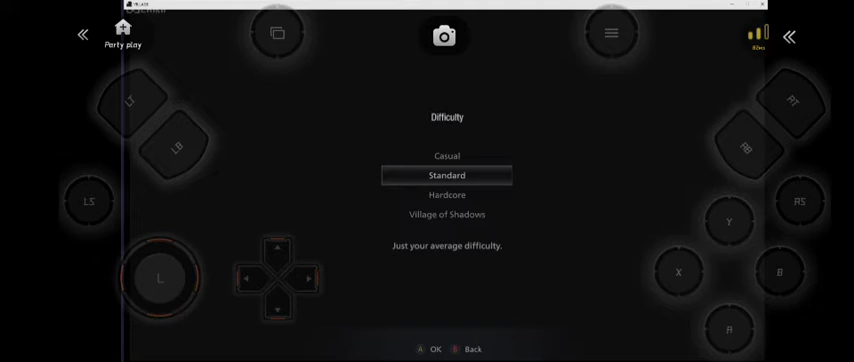 Party play
82ms
LT
LB
RT
RB
LS
RS
Y
X
B
A
L
Difficulty
Casual
Standard
Hardcore
Village of Shadows
Just your average difficulty.
A OK B Back